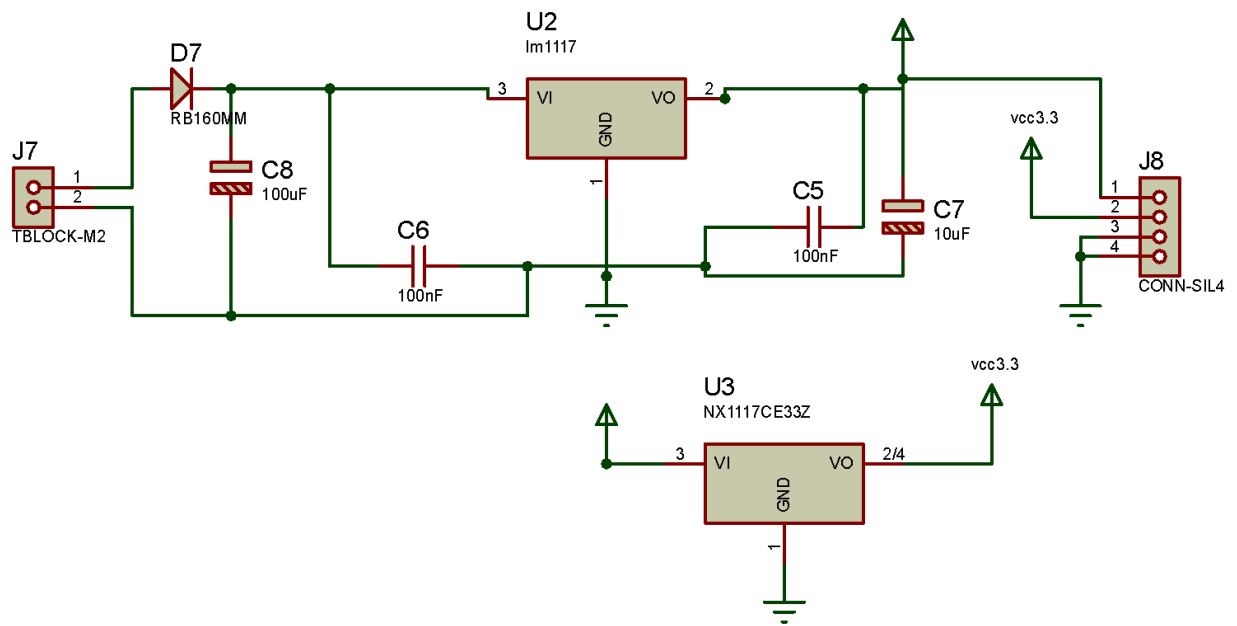 U2
lm1117
D7
3
VI
VO
2
GND
1
RB160MM
J7
1
2
TBLOCK-M2
C8
100uF
C6
100nF
C5
100nF
C7
10uF
vcc3.3
J8
1
2
3
4
CONN-SIL4
vcc3.3
U3
NX1117CE33Z
3
VI
VO
2/4
GND
1